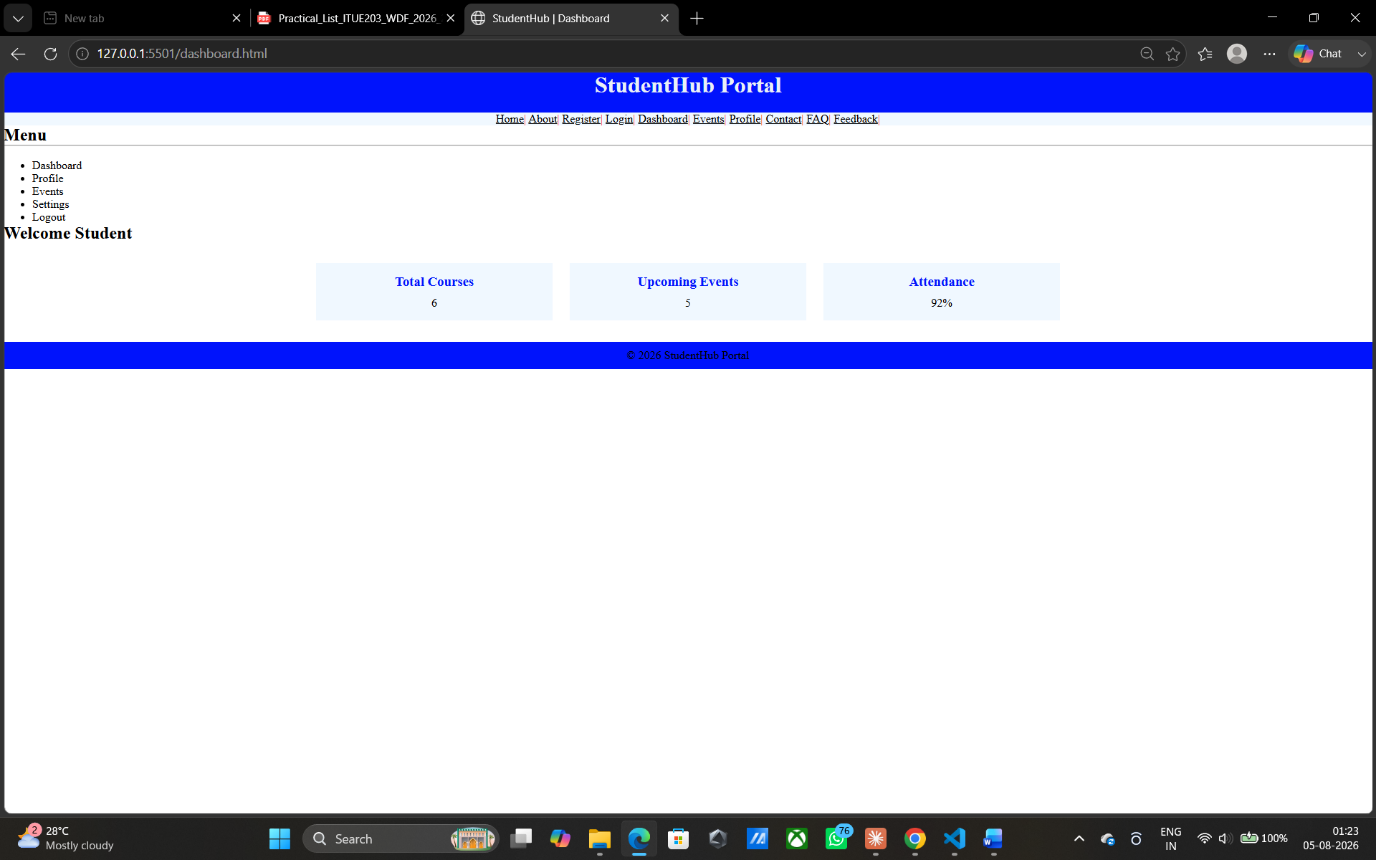 New tab
Practical_List_ITUE203_WDF_2026_
StudentHub | Dashboard
127.0.0.1:5501/dashboard.html
Chat
StudentHub Portal
Home| About| Register| Login| Dashboard| Events| Profile| Contact| FAQ| Feedback|
Menu
Dashboard
Profile
Events
Settings
Logout
Welcome Student
Total Courses
6
Upcoming Events
5
Attendance
92%
© 2026 StudentHub Portal
2
28°C
Mostly cloudy
Search
76
ENG
IN
100%
01:23
05-08-2026